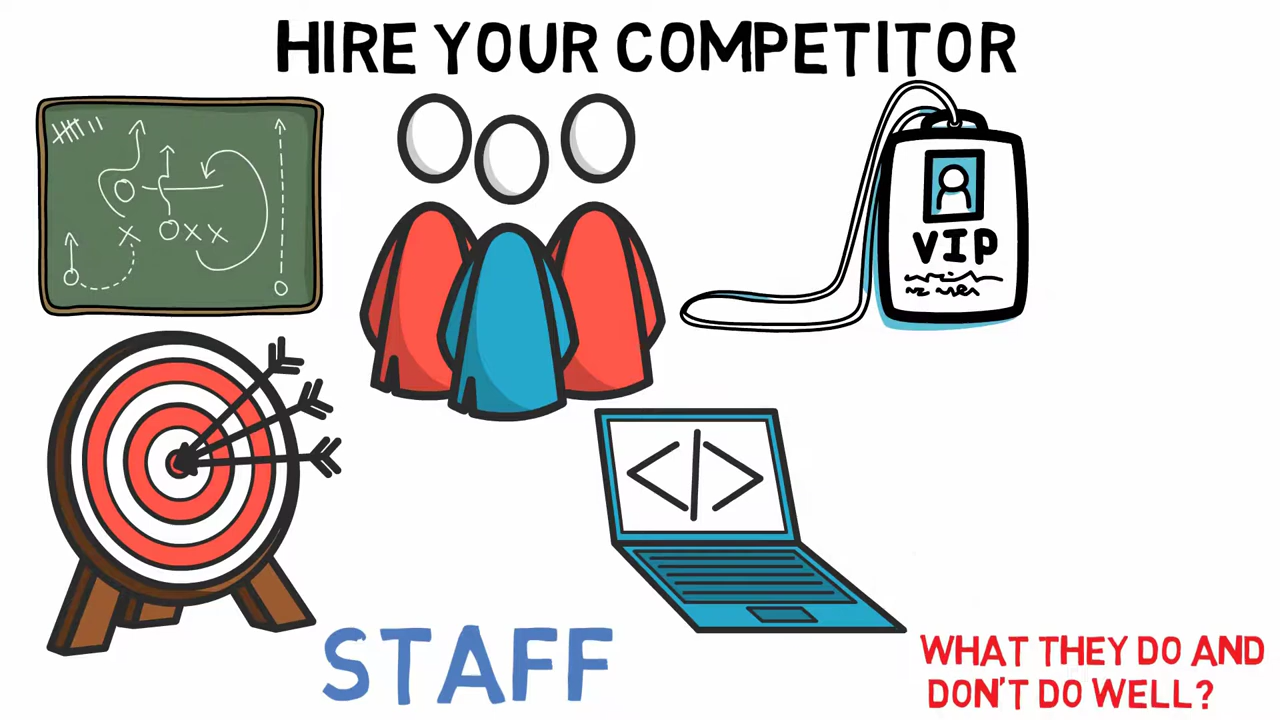 HIRE YOUR COMPETITOR
VIP
STAFF
WHAT THEY DO AND
DON'T DO WELL?